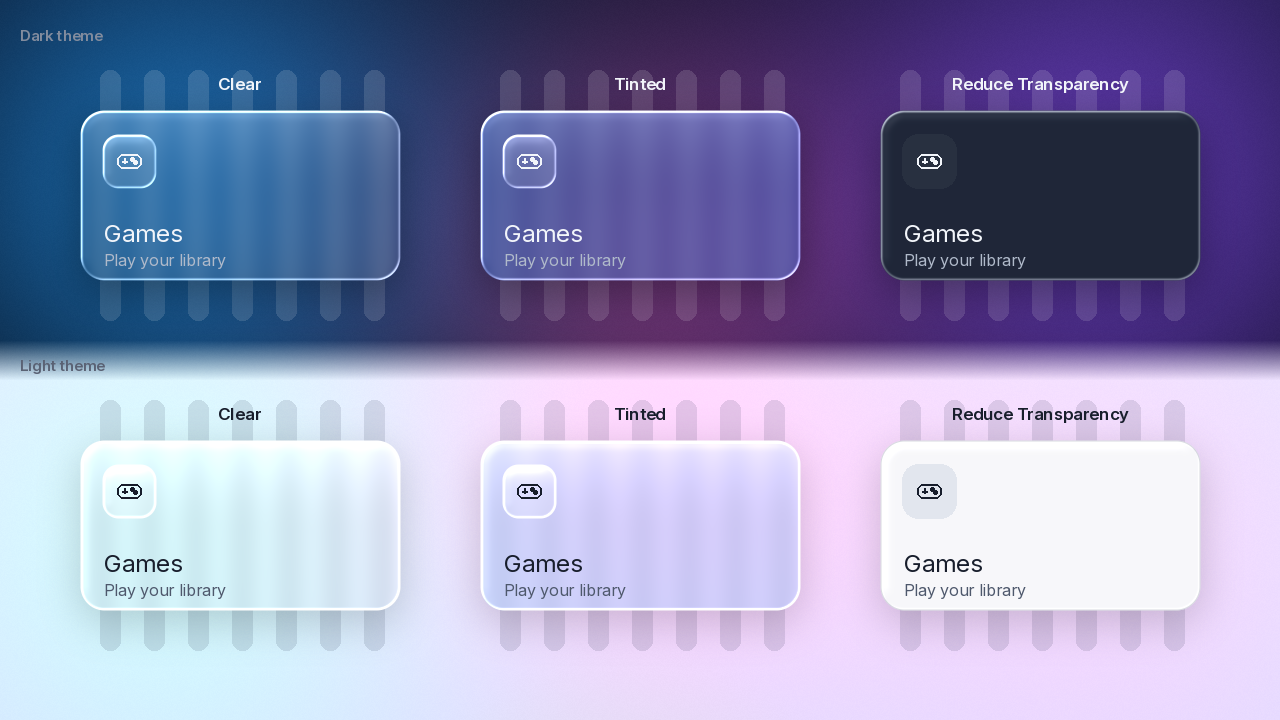 Dark theme
Clear
Tinted
Reduce Transparency
Games
Play your library
Games
Play your library
Games
Play your library
Light theme
Clear
Tinted
Reduce Transparency
Games
Play your library
Games
Play your library
Games
Play your library